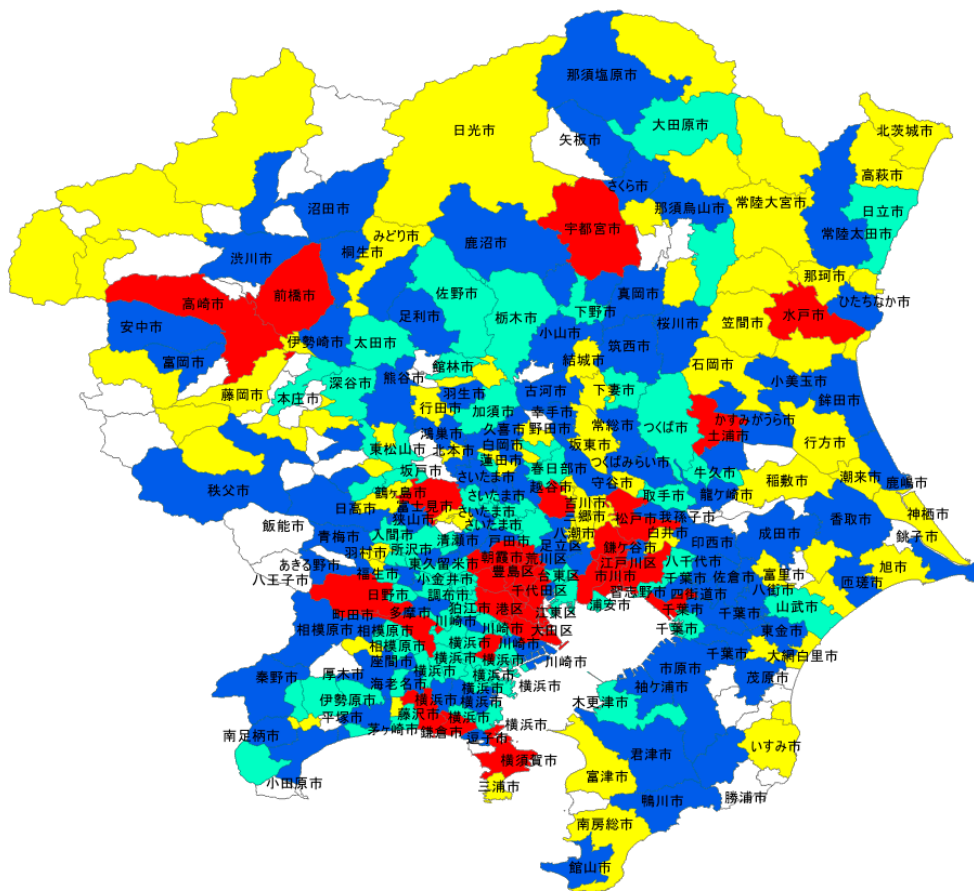 那須塩原市
大田原市
日光市
矢板市
北茨城市
高萩市
さくら市
那須烏山市
常陸大宮市
日立市
沼田市
みどり市
鹿沼市
宇都宮市
常陸太田市
渋川市
桐生市
那珂市
高崎市
前橋市
佐野市
真岡市
ひたちなか市
安中市
足利市
栃木市
下野市
桜川市
笠間市
水戸市
伊勢崎市
太田市
小山市
筑西市
富岡市
結城市
石岡市
館林市
小美玉市
藤岡市
本庄市
深谷市
熊谷市
羽生市
古河市
下妻市
鉾田市
行田市
加須市
幸手市
かすみがうら市
鴻巣市
久喜市
野田市
常総市
つくば市
土浦市
行方市
東松山市
北本市
白岡市
坂東市
蓮田市
つくばみらい市
坂戸市
さいたま市
春日部市
牛久市
潮来市
鹿嶋市
秩父市
鶴ヶ島市
さいたま市
越谷市
守谷市
取手市
龍ケ崎市
稲敷市
日高市
富士見市
吉川市
神栖市
狭山市
さいたま市
三郷市
松戸市
我孫子市
香取市
飯能市
青梅市
入間市
さいたま市
八潮市
白井市
成田市
銚子市
羽村市
所沢市
清瀬市
戸田市
足立区
鎌ケ谷市
印西市
あきる野市
東久留米市
朝霞市
荒川区
江戸川区
八千代市
旭市
八王子市
福生市
小金井市
豊島区
台東区
市川市
千葉市
佐倉市
富里市
匝瑳市
日野市
調布市
千代田区
習志野市
四街道市
八街市
山武市
町田市
多摩市
狛江市
港区
江東区
浦安市
千葉市
千葉市
相模原市
相模原市
川崎市
川崎市
大田区
千葉市
東金市
相模原市
横浜市
横浜市
川崎市
千葉市
大網白里市
秦野市
厚木市
座間市
横浜市
横浜市
横浜市
市原市
茂原市
海老名市
横浜市
袖ケ浦市
伊勢原市
横浜市
横浜市
木更津市
平塚市
藤沢市
横浜市
横浜市
南足柄市
茅ヶ崎市
鎌倉市
逗子市
君津市
いすみ市
小田原市
横須賀市
富津市
三浦市
鴨川市
勝浦市
南房総市
館山市